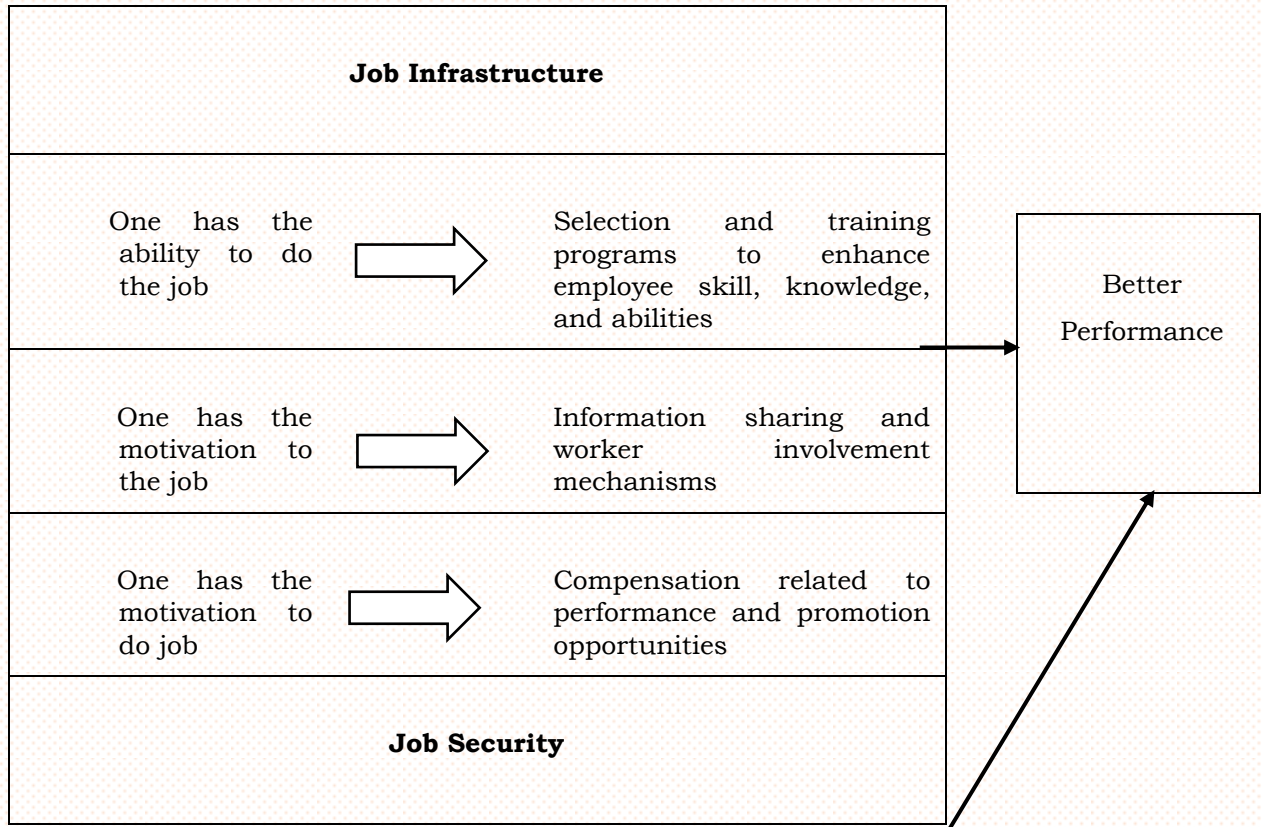 Job Infrastructure
One has the
ability to do
the job
Selection and training
programs to enhance
employee skill, knowledge,
and abilities
Better
Performance
One has the
motivation to
the job
Information sharing and
worker involvement
mechanisms
One has the
motivation to
do job
Compensation related to
performance and promotion
opportunities
Job Security